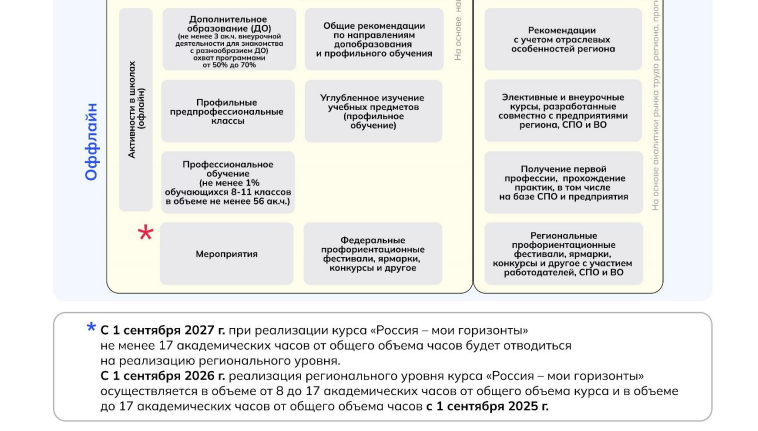 Оффлайн
Активности в школах
(офлайн)
Дополнительное
образование (ДО)
(не менее 3 ак.ч. внеурочной
деятельности для знакомства
с разнообразием ДО)
охват программами
от 50% до 70%
Общие рекомендации
по направлениям
допобразования
и профильного обучения
На основе
Рекомендации
с учетом отраслевых
особенностей региона
На основе аналитики рынка труда региона,
Профильные
предпрофессиональные
классы
Углубленное изучение
учебных предметов
(профильное
обучение)
Элективные и внеурочные
курсы, разработанные
совместно с предприятиями
региона, СПО и ВО
Профессиональное
обучение
(не менее 1%
обучающихся 8-11 классов
в объеме не менее 56 ак.ч.)
Получение первой
профессии, прохождение
практик, в том числе
на базе СПО и предприятия
*
Мероприятия
Федеральные
профориентационные
фестивали, ярмарки,
конкурсы и другое
Региональные
профориентационные
фестивали, ярмарки,
конкурсы и другое с участием
работодателей, СПО и ВО
* С 1 сентября 2027 г. при реализации курса «Россия – мои горизонты»
не менее 17 академических часов от общего объема часов будет отводиться
на реализацию регионального уровня.
С 1 сентября 2026 г. реализация регионального уровня курса «Россия – мои горизонты»
осуществляется в объеме от 8 до 17 академических часов от общего объема курса и в объеме
до 17 академических часов от общего объема часов с 1 сентября 2025 г.